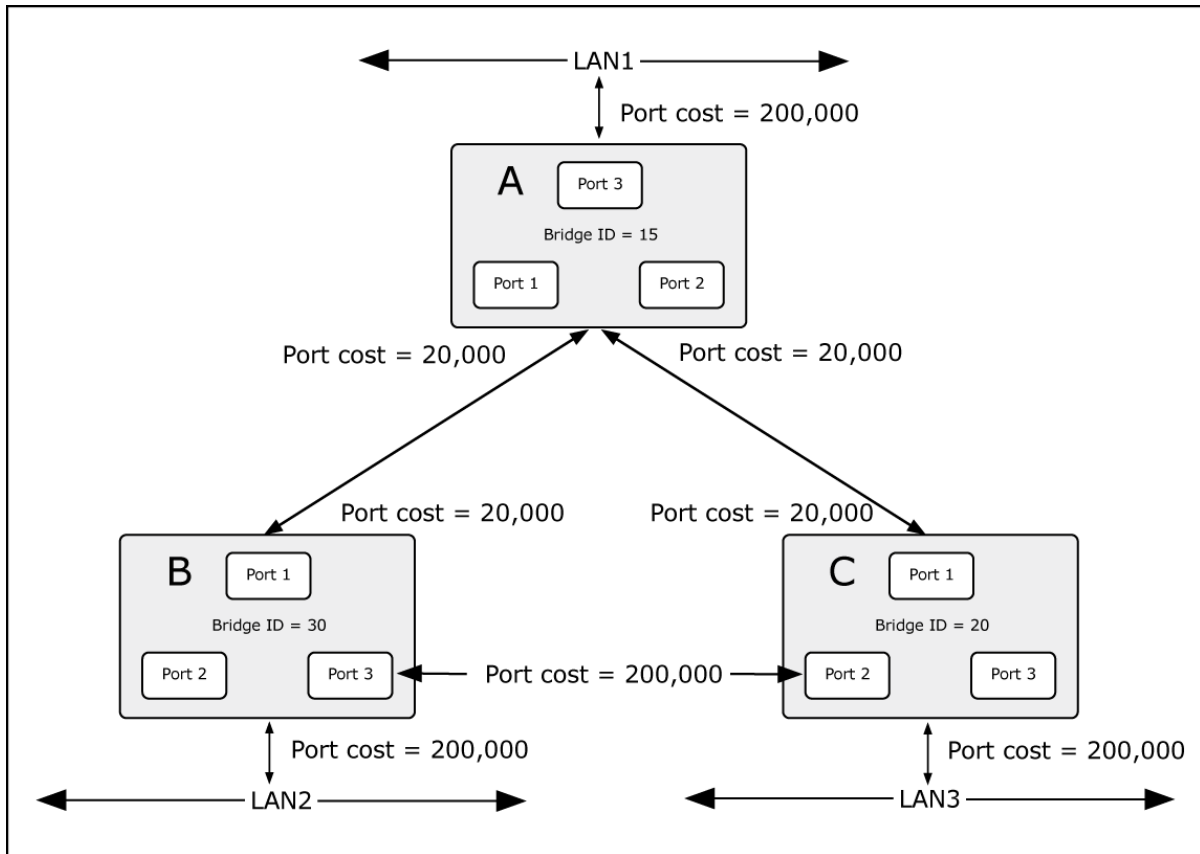 LAN1
Port cost = 200,000
A
Port 3
Bridge ID = 15
Port 1
Port 2
Port cost = 20,000
Port cost = 20,000
Port cost = 20,000
Port cost = 20,000
B
Port 1
Bridge ID = 30
Port 2
Port 3
C
Port 1
Bridge ID = 20
Port 2
Port 3
Port cost = 200,000
Port cost = 200,000
LAN2
Port cost = 200,000
LAN3